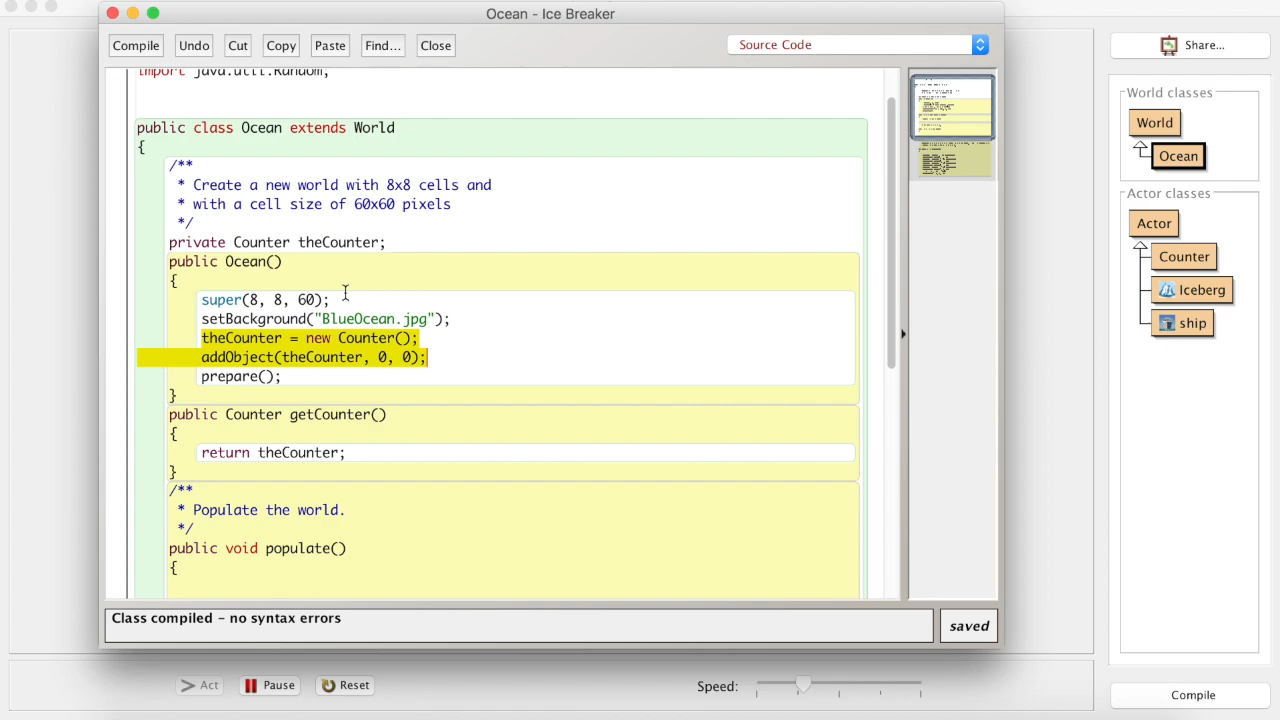 Ocean - Ice Breaker
Compile Undo Cut Copy Paste Find... Close Source Code
Share...
import java.util.Random;
World classes
World
Ocean
Actor classes
Actor
Counter
Iceberg
ship
public class Ocean extends World
{
/**
* Create a new world with 8x8 cells and
* with a cell size of 60x60 pixels
*/
private Counter theCounter;
public Ocean()
{
super(8, 8, 60);
setBackground("BlueOcean.jpg");
theCounter = new Counter();
addObject(theCounter, 0, 0);
prepare();
}
public Counter getCounter()
{
return theCounter;
}
/**
* Populate the world.
*/
public void populate()
{
Class compiled - no syntax errors
saved
Act Pause Reset Speed: Compile